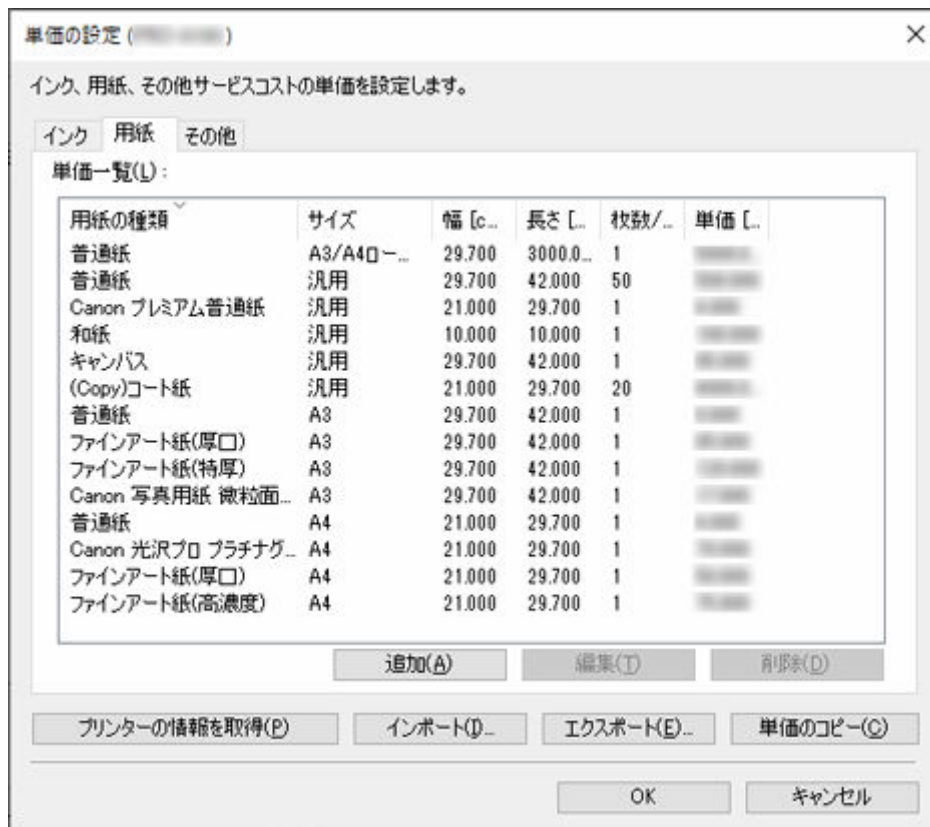 単価の設定 ( )
インク、用紙、その他サービスコストの単価を設定します。
インク 用紙 その他
単価一覧(L) :
用紙の種類 サイズ 幅 [c... 長さ [... 枚数/... 単価 [...
普通紙 A3/A4ロー... 29.700 3000.0... 1
普通紙 汎用 29.700 42.000 50
Canon プレミアム普通紙 汎用 21.000 29.700 1
和紙 汎用 10.000 10.000 1
キャンバス 汎用 29.700 42.000 1
(Copy)コート紙 汎用 21.000 29.700 20
普通紙 A3 29.700 42.000 1
ファインアート紙(厚口) A3 29.700 42.000 1
ファインアート紙(特厚) A3 29.700 42.000 1
Canon 写真用紙 微粒面... A3 29.700 42.000 1
普通紙 A4 21.000 29.700 1
Canon 光沢プロ プラチナグ... A4 21.000 29.700 1
ファインアート紙(厚口) A4 21.000 29.700 1
ファインアート紙(高濃度) A4 21.000 29.700 1
追加(A) 編集(T) 削除(D)
プリンターの情報を取得(P) インポート(I)... エクスポート(E)... 単価のコピー(C)
OK キャンセル